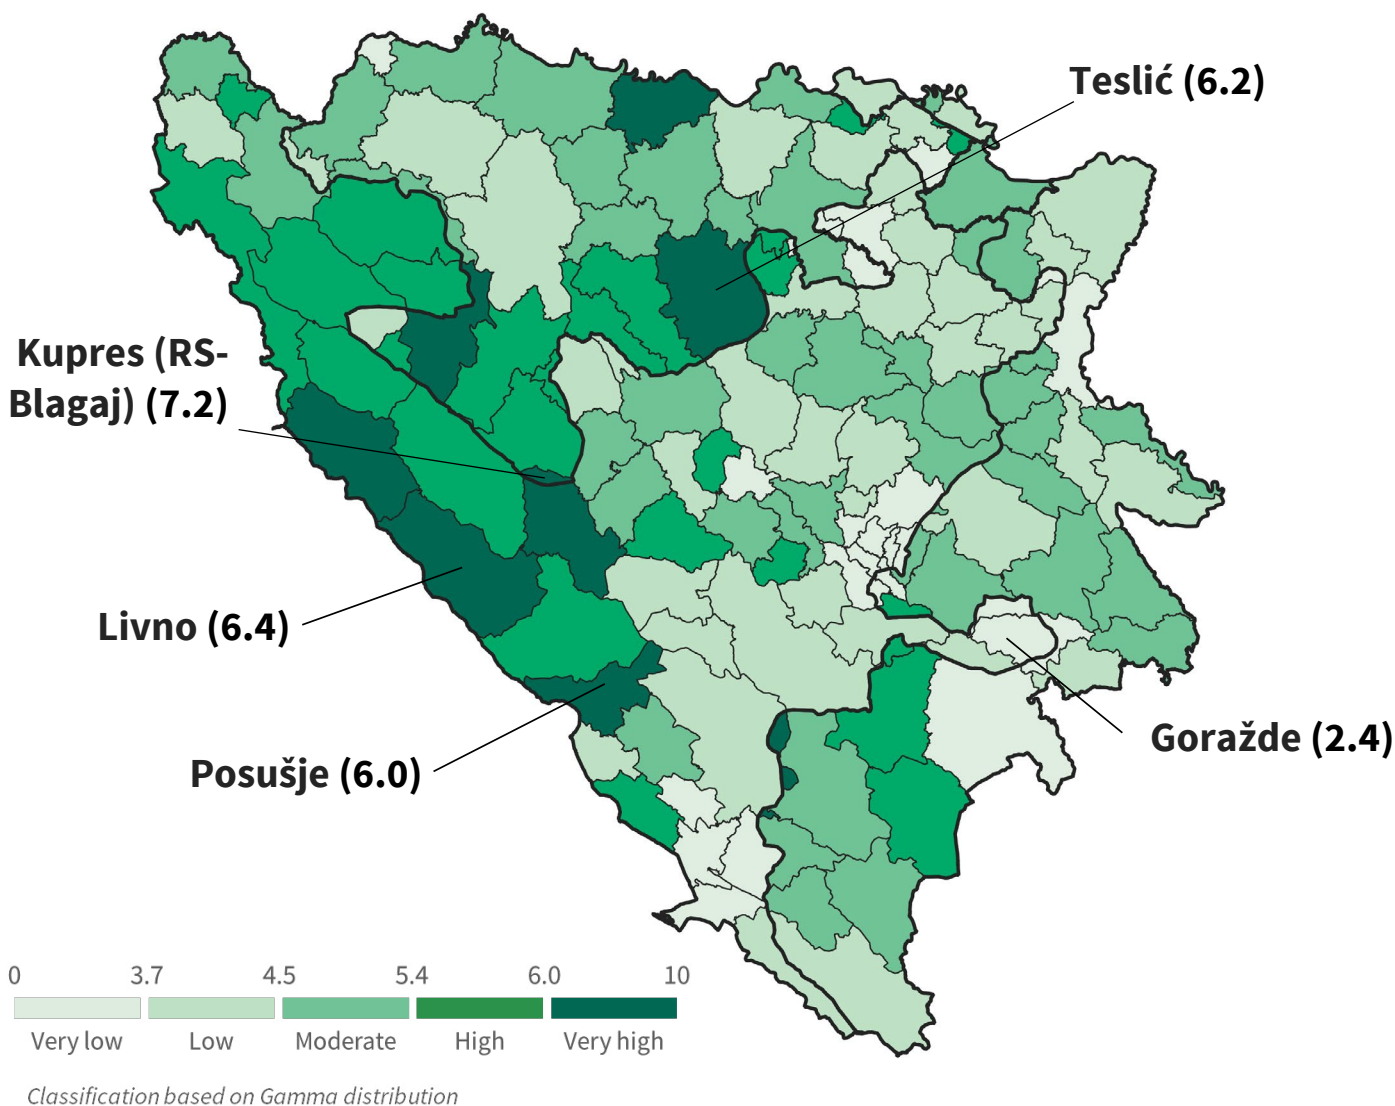 Teslić (6.2)
Kupres (RS-
Blagaj) (7.2)
Livno (6.4)
Goražde (2.4)
Posušje (6.0)
0 3.7 4.5 5.4 6.0 10
Very low Low Moderate High Very high
Classification based on Gamma distribution